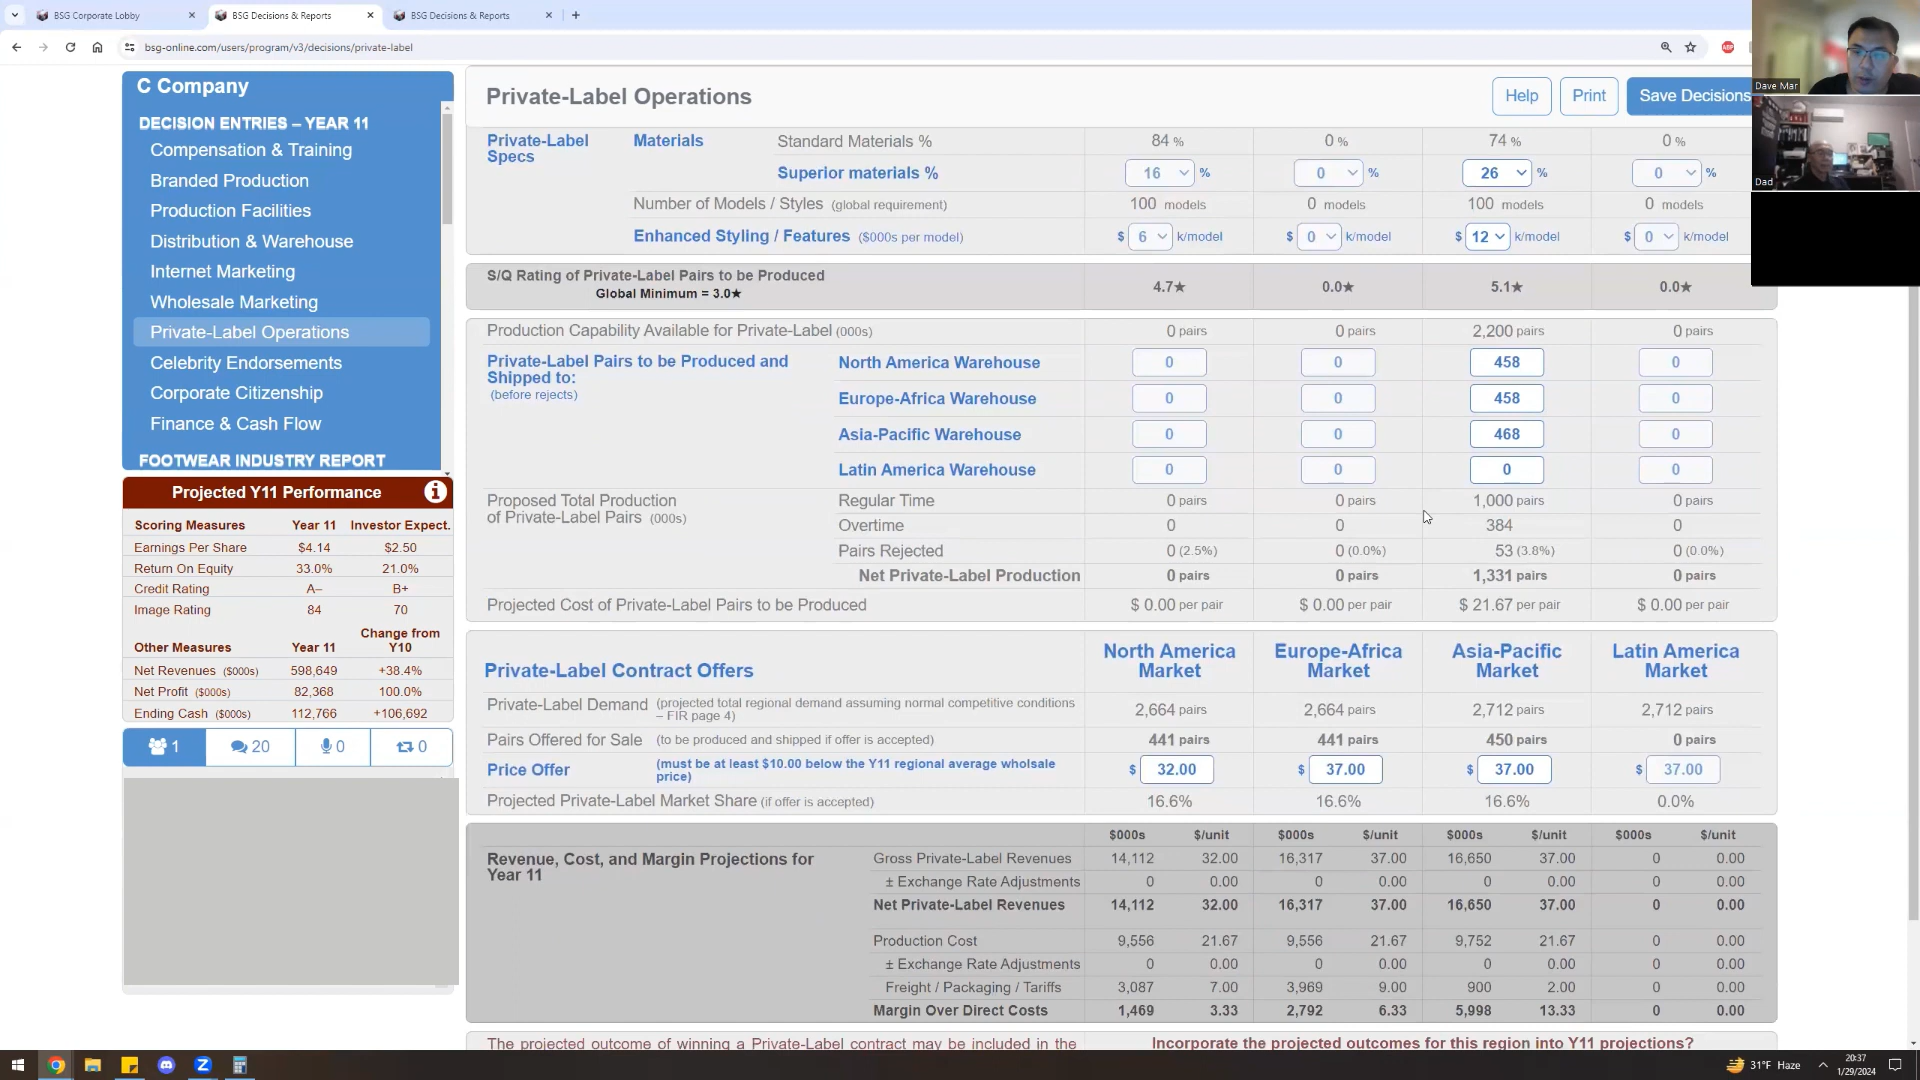 BSG Corporate Lobby × BSG Decisions & Reports × BSG Decisions & Reports × +
bsg-online.com/users/program/v3/decisions/private-label
C Company
DECISION ENTRIES – YEAR 11
Compensation & Training
Branded Production
Production Facilities
Distribution & Warehouse
Internet Marketing
Wholesale Marketing
Private-Label Operations
Celebrity Endorsements
Corporate Citizenship
Finance & Cash Flow
FOOTWEAR INDUSTRY REPORT
Projected Y11 Performance i
Scoring Measures Year 11 Investor Expect.
Earnings Per Share $4.14 $2.50
Return On Equity 33.0% 21.0%
Credit Rating A– B+
Image Rating 84 70
Other Measures Year 11 Change from Y10
Net Revenues ($000s) 598,649 +38.4%
Net Profit ($000s) 82,368 100.0%
Ending Cash ($000s) 112,766 +106,692
1 20 0 0
Private-Label Operations Help Print Save Decisions
Private-Label Specs Materials Standard Materials % 84 % 0 % 74 % 0 %
Superior materials % 16 % 0 % 26 % 0 %
Number of Models / Styles (global requirement) 100 models 0 models 100 models 0 models
Enhanced Styling / Features ($000s per model) $ 6 k/model $ 0 k/model $ 12 k/model $ 0 k/model
S/Q Rating of Private-Label Pairs to be Produced
Global Minimum = 3.0★ 4.7★ 0.0★ 5.1★ 0.0★
Production Capability Available for Private-Label (000s) 0 pairs 0 pairs 2,200 pairs 0 pairs
Private-Label Pairs to be Produced and Shipped to: (before rejects)
North America Warehouse 0 0 458 0
Europe-Africa Warehouse 0 0 458 0
Asia-Pacific Warehouse 0 0 468 0
Latin America Warehouse 0 0 0 0
Proposed Total Production of Private-Label Pairs (000s)
Regular Time 0 pairs 0 pairs 1,000 pairs 0 pairs
Overtime 0 0 384 0
Pairs Rejected 0 (2.5%) 0 (0.0%) 53 (3.8%) 0 (0.0%)
Net Private-Label Production 0 pairs 0 pairs 1,331 pairs 0 pairs
Projected Cost of Private-Label Pairs to be Produced $ 0.00 per pair $ 0.00 per pair $ 21.67 per pair $ 0.00 per pair
Private-Label Contract Offers North America Market Europe-Africa Market Asia-Pacific Market Latin America Market
Private-Label Demand (projected total regional demand assuming normal competitive conditions – FIR page 4) 2,664 pairs 2,664 pairs 2,712 pairs 2,712 pairs
Pairs Offered for Sale (to be produced and shipped if offer is accepted) 441 pairs 441 pairs 450 pairs 0 pairs
Price Offer (must be at least $10.00 below the Y11 regional average wholsale price) $ 32.00 $ 37.00 $ 37.00 $ 37.00
Projected Private-Label Market Share (if offer is accepted) 16.6% 16.6% 16.6% 0.0%
$000s $/unit $000s $/unit $000s $/unit $000s $/unit
Revenue, Cost, and Margin Projections for Year 11
Gross Private-Label Revenues 14,112 32.00 16,317 37.00 16,650 37.00 0 0.00
± Exchange Rate Adjustments 0 0.00 0 0.00 0 0.00 0 0.00
Net Private-Label Revenues 14,112 32.00 16,317 37.00 16,650 37.00 0 0.00
Production Cost 9,556 21.67 9,556 21.67 9,752 21.67 0 0.00
± Exchange Rate Adjustments 0 0.00 0 0.00 0 0.00 0 0.00
Freight / Packaging / Tariffs 3,087 7.00 3,969 9.00 900 2.00 0 0.00
Margin Over Direct Costs 1,469 3.33 2,792 6.33 5,998 13.33 0 0.00
The projected outcome of winning a Private-Label contract may be included in the Incorporate the projected outcomes for this region into Y11 projections?
Dave Mar
Dad
31°F Haze 20:37
1/29/2024